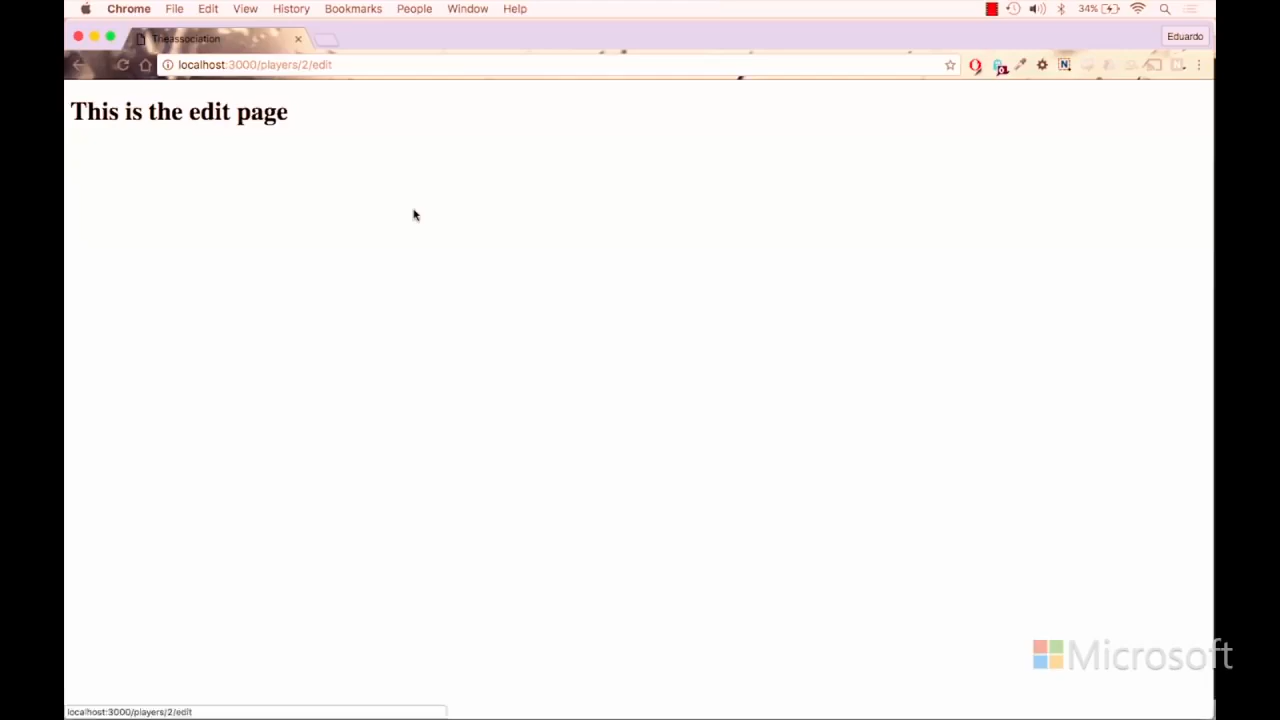 Chrome File Edit View History Bookmarks People Window Help 34%
Theassociation Eduardo
localhost:3000/players/2/edit
This is the edit page
Microsoft
localhost:3000/players/2/edit